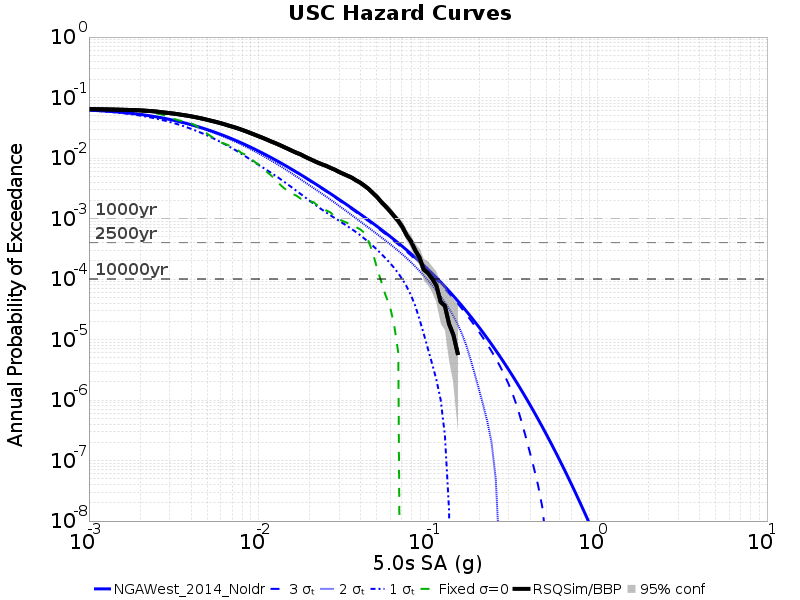 USC Hazard Curves
Annual Probability of Exceedance
10^0
10^-1
10^-2
10^-3
10^-4
10^-5
10^-6
10^-7
10^-8
1000yr
2500yr
10000yr
10^-3
10^-2
10^-1
10^0
10^1
5.0s SA (g)
NGAWest_2014_NoIdr 3 σₜ 2 σₜ 1 σₜ Fixed σ=0 RSQSim/BBP 95% conf